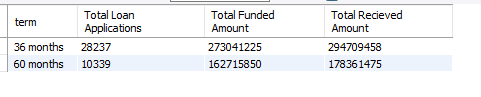 term Total Loan Applications Total Funded Amount Total Recieved Amount
36 months 28237 273041225 294709458
60 months 10339 162715850 178361475